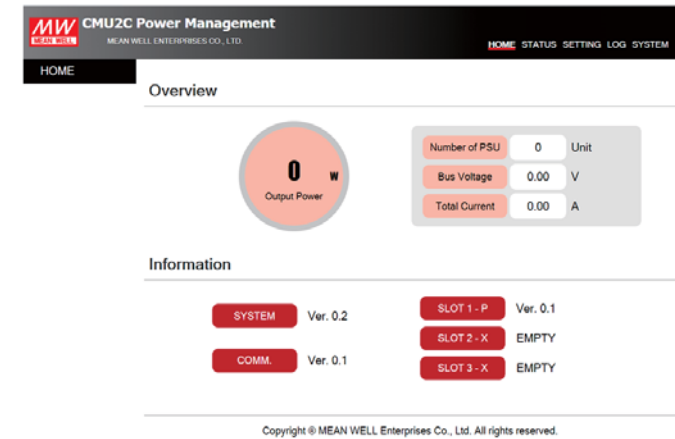 MW
MEAN WELL
CMU2C Power Management
MEAN WELL ENTERPRISES CO., LTD.
HOME STATUS SETTING LOG SYSTEM
HOME
Overview
0 W
Output Power
Number of PSU 0 Unit
Bus Voltage 0.00 V
Total Current 0.00 A
Information
SYSTEM Ver. 0.2
COMM. Ver. 0.1
SLOT 1 - P Ver. 0.1
SLOT 2 - X EMPTY
SLOT 3 - X EMPTY
Copyright ® MEAN WELL Enterprises Co., Ltd. All rights reserved.